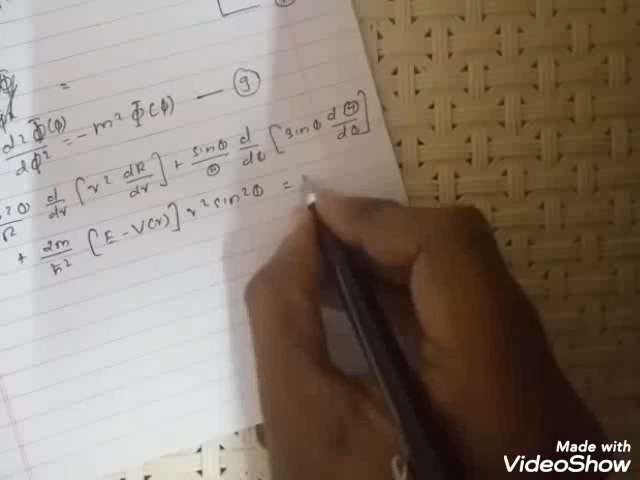 Φ =
d²Φ(φ)/dφ² = -m² Φ(φ) — (9)
²θ/R d/dr [r² dR/dr] + sinθ/Θ d/dθ [sinθ dΘ/dθ]
+ 2m/ħ² [E - V(r)] r² sin²θ =
Made with
VideoShow